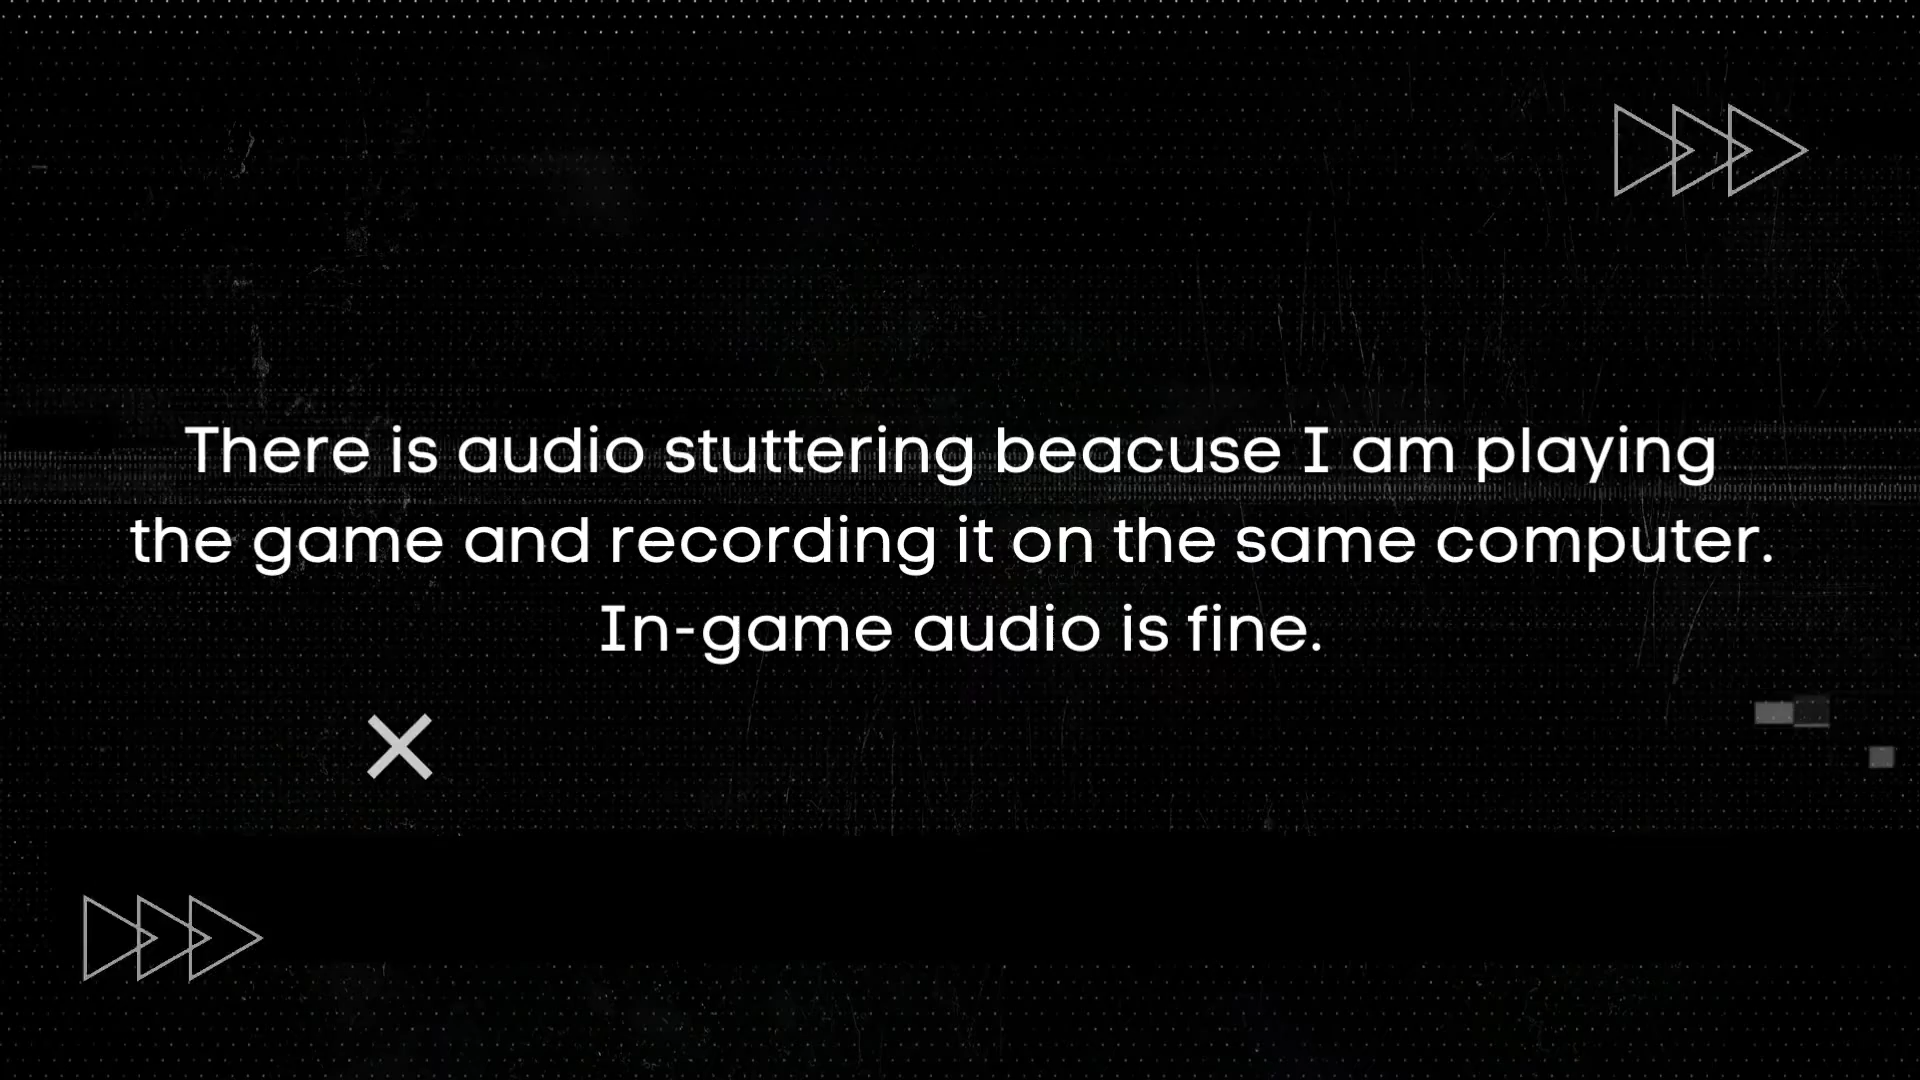 There is audio stuttering beacuse I am playing
the game and recording it on the same computer.
In-game audio is fine.